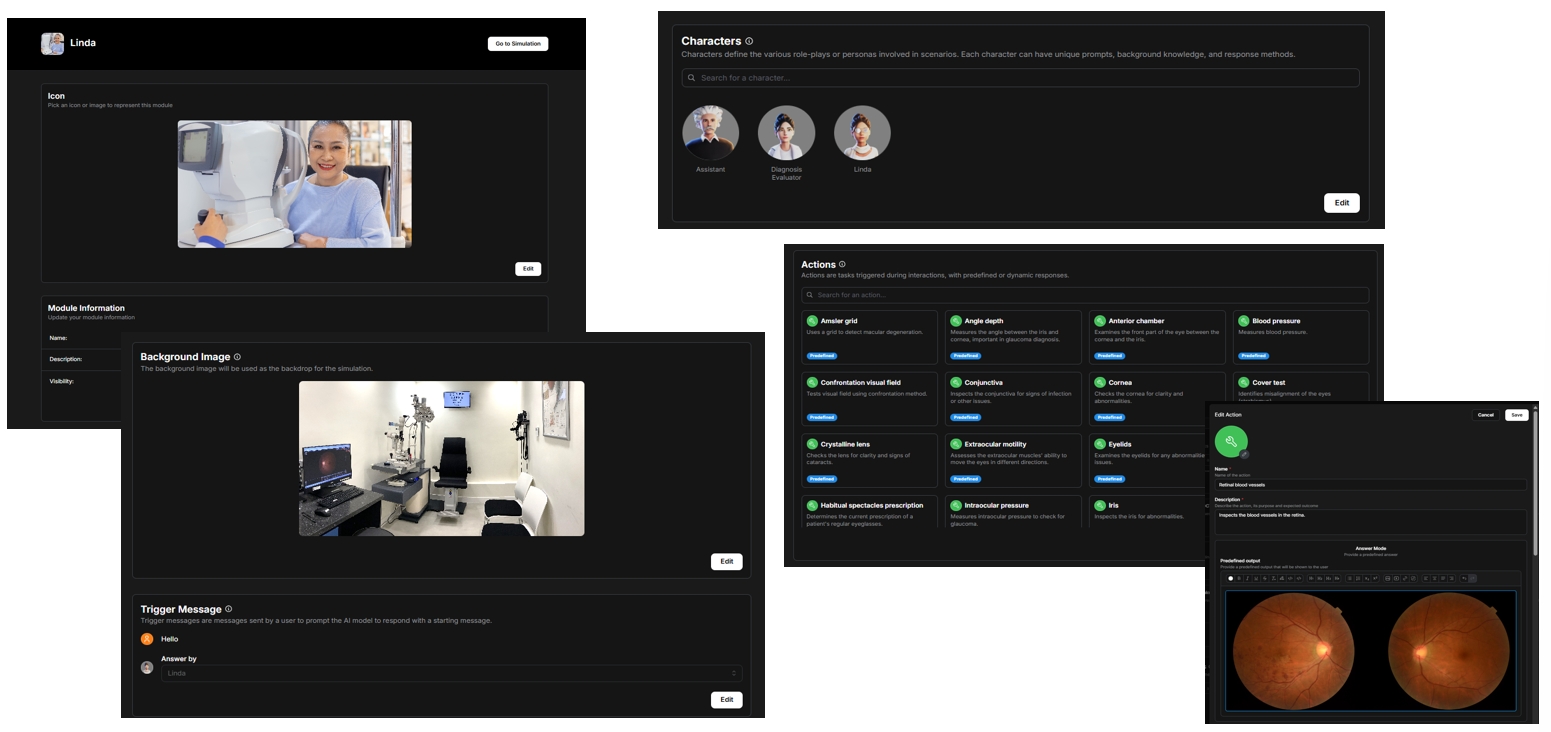 Linda
Go to Simulation
Icon
Pick an icon or image to represent this module
Edit
Module Information
Update your module information
Name:
Description:
Visibility:
Background Image
The background image will be used as the backdrop for the simulation.
Edit
Trigger Message
Trigger messages are messages sent by a user to prompt the AI model to respond with a starting message.
Hello
Answer by
Linda
Edit
Characters
Characters define the various role-plays or personas involved in scenarios. Each character can have unique prompts, background knowledge, and response methods.
Search for a character...
Assistant
Diagnosis
Evaluator
Linda
Edit
Actions
Actions are tasks triggered during interactions, with predefined or dynamic responses.
Search for an action...
Amsler grid
Uses a grid to detect macular degeneration.
Predefined
Angle depth
Measures the angle between the iris and
cornea, important in glaucoma diagnosis.
Predefined
Anterior chamber
Examines the front part of the eye between the
cornea and the iris.
Predefined
Blood pressure
Measures blood pressure.
Predefined
Confrontation visual field
Tests visual field using confrontation method.
Predefined
Conjunctiva
Inspects the conjunctiva for signs of infection
or other issues.
Predefined
Cornea
Checks the cornea for clarity and
abnormalities.
Predefined
Cover test
Identifies misalignment of the eyes
Crystalline lens
Checks the lens for clarity and signs of
cataracts.
Predefined
Extraocular motility
Assesses the extraocular muscles' ability to
move the eyes in different directions.
Predefined
Eyelids
Examines the eyelids for any abnormalities
issues.
Predefined
Habitual spectacles prescription
Determines the current prescription of a
patient's regular eyeglasses.
Intraocular pressure
Measures intraocular pressure to check for
glaucoma.
Iris
Inspects the iris for abnormalities.
Edit Action
Cancel
Save
Name
Name of the action
Retinal blood vessels
Description
Describe the action, its purpose and expected outcome
Inspects the blood vessels in the retina.
Answer Mode
Provide a predefined answer
Predefined output
Provide a predefined output that will be shown to the user